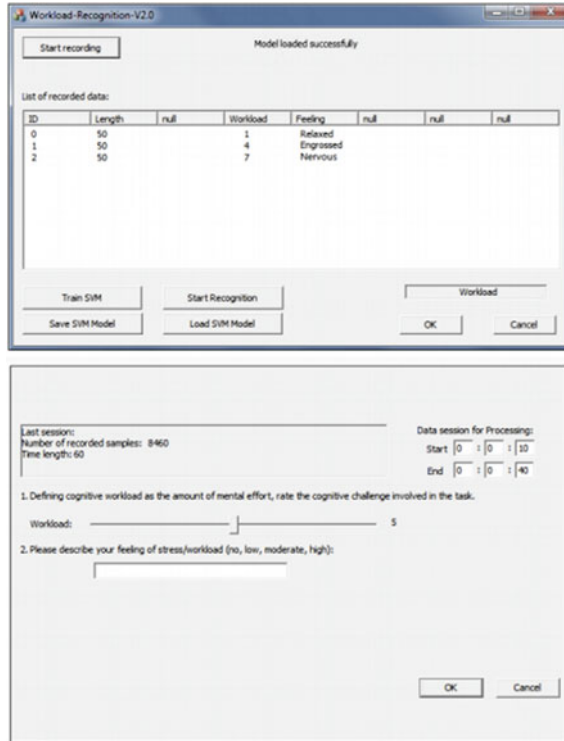 Workload-Recognition-V2.0
Start recording
Model loaded successfully
List of recorded data:
ID Length null Workload Feeling null null null
0 50 1 Relaxed
1 50 4 Engrossed
2 50 7 Nervous
Train SVM Start Recognition Workload
Save SVM Model Load SVM Model OK Cancel
Last session: Data session for Processing:
Number of recorded samples: 8460
Time length: 60
Start 0 : 0 : 10
End 0 : 0 : 40
1. Defining cognitive workload as the amount of mental effort, rate the cognitive challenge involved in the task.
Workload: 5
2. Please describe your feeling of stress/workload (no, low, moderate, high):
OK Cancel